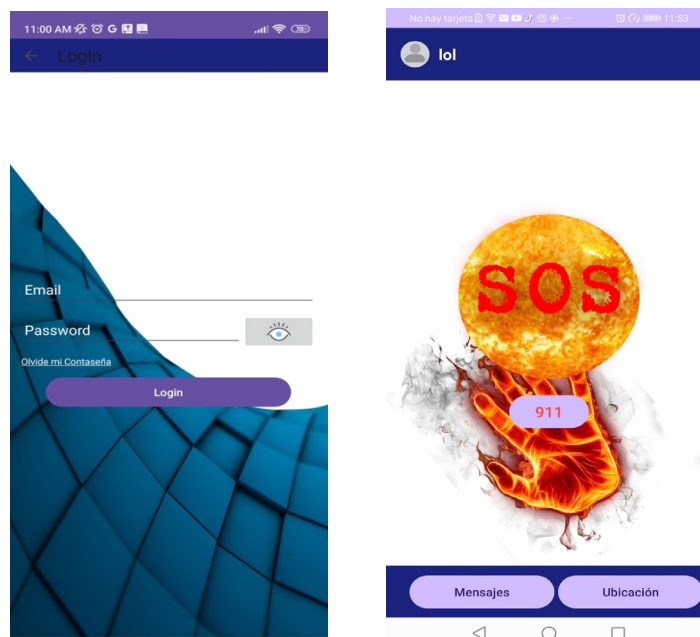 11:00 AM
70
Login
Email
Password
Olvide mi Contaseña
Login
No hay tarjeta
11:53
lol
SOS
911
Mensajes
Ubicación